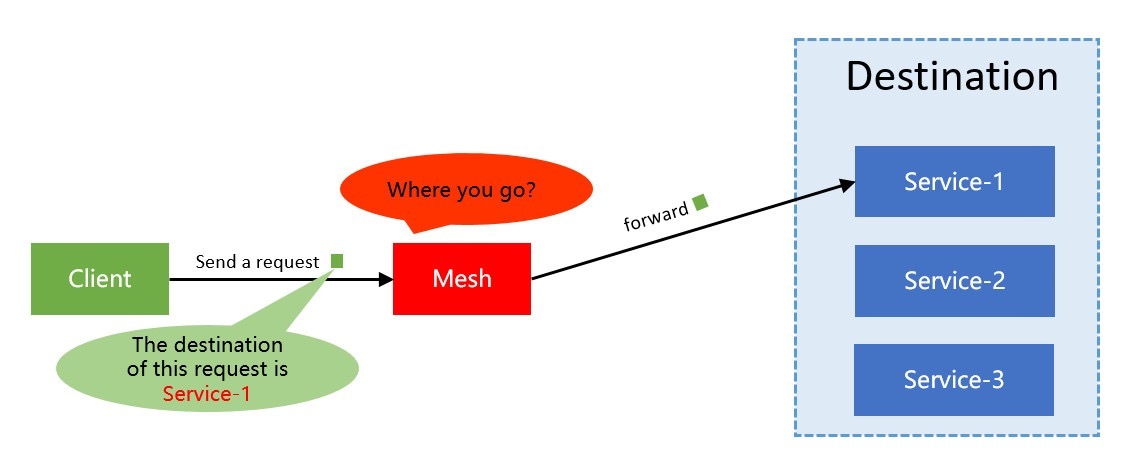 Destination
Where you go?
Service-1
forward
Send a request
Client
Mesh
Service-2
The destination
of this request is
Service-1
Service-3